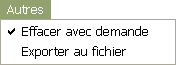 Autres
Effacer avec demande
Exporter au fichier